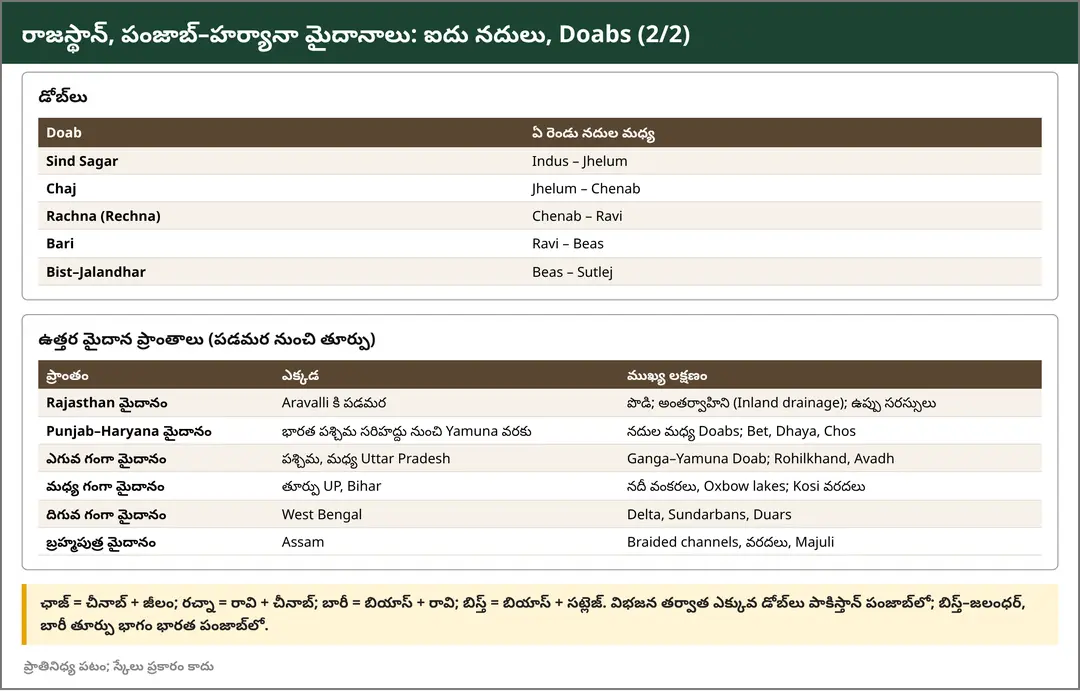 రాజస్థాన్, పంజాబ్–హర్యానా మైదానాలు: ఐదు నదులు, Doabs (2/2)
డోబ్‌లు
Doab ఏ రెండు నదుల మధ్య
Sind Sagar Indus – Jhelum
Chaj Jhelum – Chenab
Rachna (Rechna) Chenab – Ravi
Bari Ravi – Beas
Bist–Jalandhar Beas – Sutlej
ఉత్తర మైదాన ప్రాంతాలు (పడమర నుంచి తూర్పు)
ప్రాంతం ఎక్కడ ముఖ్య లక్షణం
Rajasthan మైదానం Aravalli కి పడమర పొడి; అంతర్వాహిని (Inland drainage); ఉప్పు సరస్సులు
Punjab–Haryana మైదానం భారత పశ్చిమ సరిహద్దు నుంచి Yamuna వరకు నదుల మధ్య Doabs; Bet, Dhaya, Chos
ఎగువ గంగా మైదానం పశ్చిమ, మధ్య Uttar Pradesh Ganga–Yamuna Doab; Rohilkhand, Avadh
మధ్య గంగా మైదానం తూర్పు UP, Bihar నదీ వంకరలు, Oxbow lakes; Kosi వరదలు
దిగువ గంగా మైదానం West Bengal Delta, Sundarbans, Duars
బ్రహ్మపుత్ర మైదానం Assam Braided channels, వరదలు, Majuli
ఛాజ్ = చీనాబ్ + జీలం; రచ్నా = రావి + చీనాబ్; బారీ = బియాస్ + రావి; బిస్త్ = బియాస్ + సట్లెజ్. విభజన తర్వాత ఎక్కువ డోబ్‌లు పాకిస్తాన్ పంజాబ్‌లో; బిస్త్–జలంధర్,
బారీ తూర్పు భాగం భారత పంజాబ్‌లో.
ప్రాతినిధ్య పటం; స్కేలు ప్రకారం కాదు